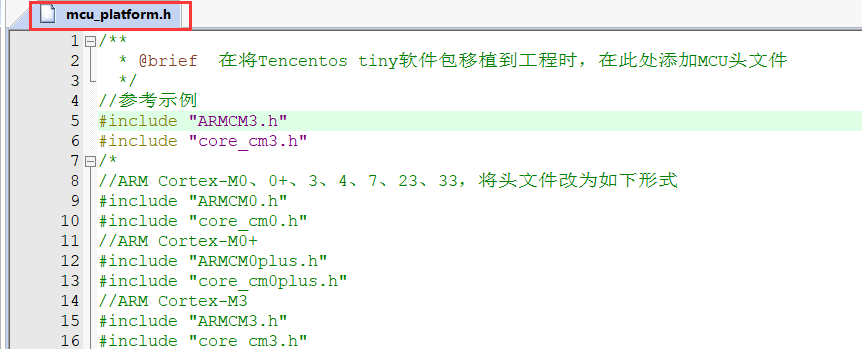 mcu_platform.h
1 /**
2 * @brief 在将Tencentos tiny软件包移植到工程时，在此处添加MCU头文件
3 */
4 //参考示例
5 #include "ARMCM3.h"
6 #include "core_cm3.h"
7 /*
8 //ARM Cortex-M0、0+、3、4、7、23、33，将头文件改为如下形式
9 #include "ARMCM0.h"
10 #include "core_cm0.h"
11 //ARM Cortex-M0+
12 #include "ARMCM0plus.h"
13 #include "core_cm0plus.h"
14 //ARM Cortex-M3
15 #include "ARMCM3.h"
16 #include "core_cm3.h"